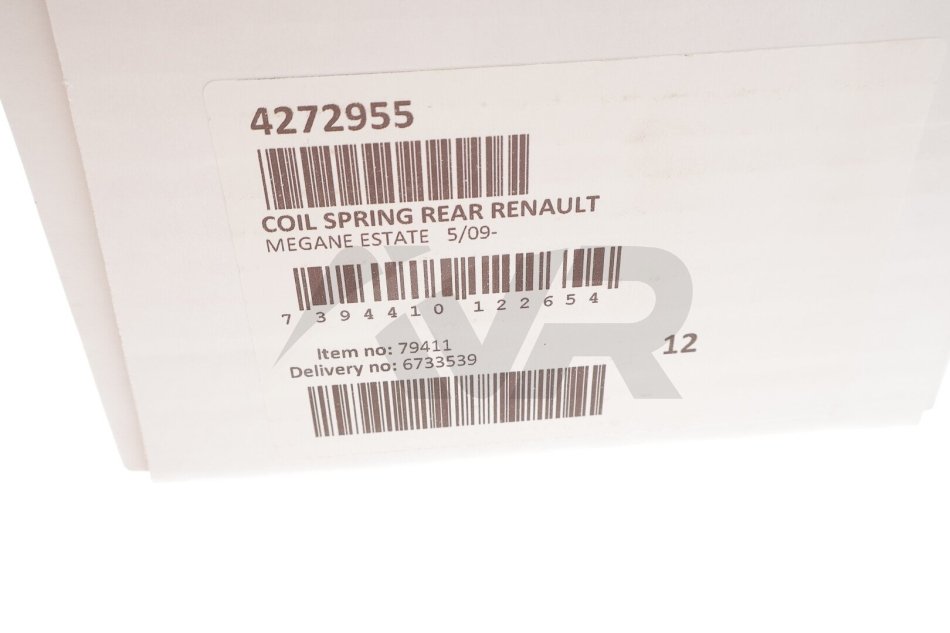 4272955
COIL SPRING REAR RENAULT
MEGANE ESTATE 5/09-
7 394410 122654
Item no: 79411
12
Delivery no: 6733539
WR